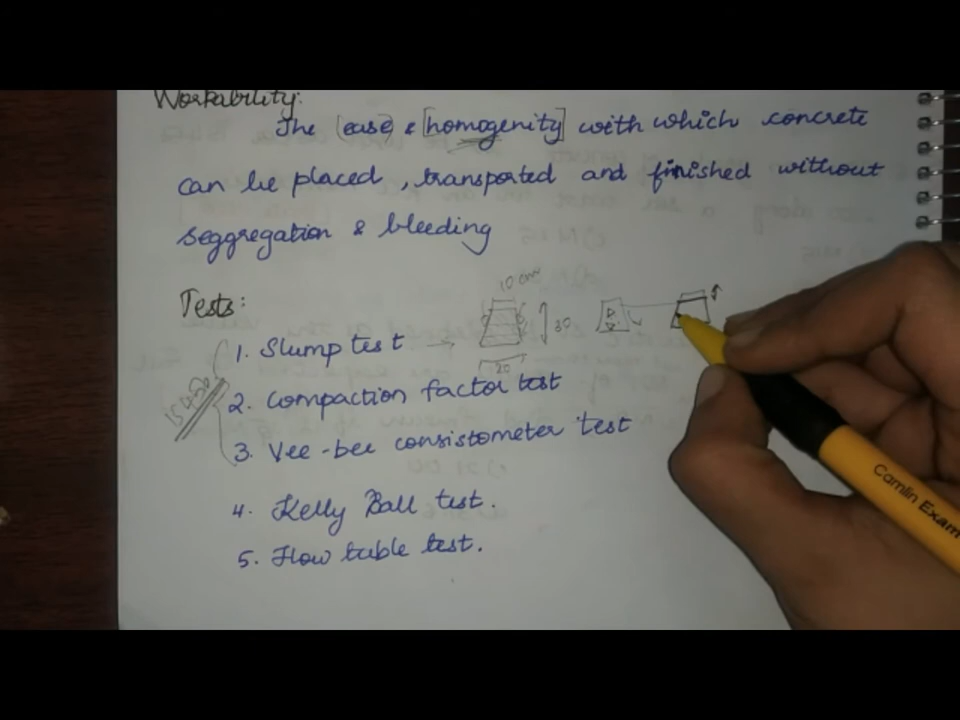 Workability:
The (ease) & [homogenity] with which concrete
can be placed, transported and finished without
seggregation & bleeding
10 cm
Tests:
30
1. Slump test →
20
2. Compaction factor test
3. Vee-bee consistometer test
4. Kelly Ball test.
5. Flow table test.
Camlin Exam